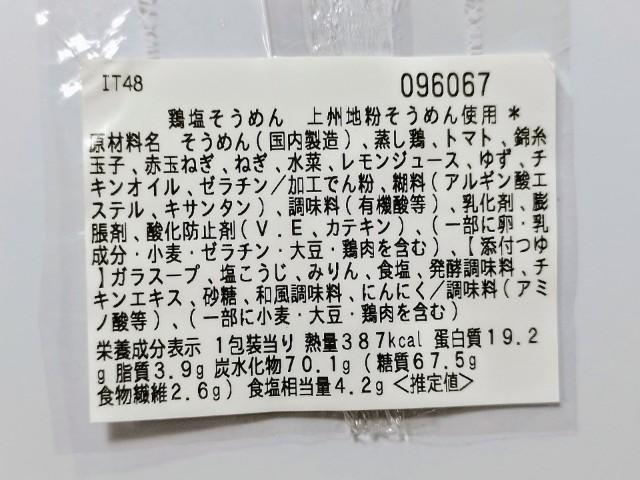 IT48 096067
鶏塩そうめん 上州地粉そうめん使用*
原材料名 そうめん(国内製造)、蒸し鶏、トマト、錦糸
玉子、赤玉ねぎ、ねぎ、水菜、レモンジュース、ゆず、チ
キンオイル、ゼラチン/加工でん粉、糊料(アルギン酸エ
ステル、キサンタン)、調味料(有機酸等)、乳化剤、膨
脹剤、酸化防止剤(V.E、カテキン)、(一部に卵・乳
成分・小麦・ゼラチン・大豆・鶏肉を含む)、【添付つゆ
】ガラスープ、塩こうじ、みりん、食塩、発酵調味料、チ
キンエキス、砂糖、和風調味料、にんにく/調味料(アミ
ノ酸等)、(一部に小麦・大豆・鶏肉を含む)
栄養成分表示 1包装当り 熱量387kcal 蛋白質19.2
g 脂質3.9g 炭水化物70.1g(糖質67.5g
食物繊維2.6g) 食塩相当量4.2g<推定値>